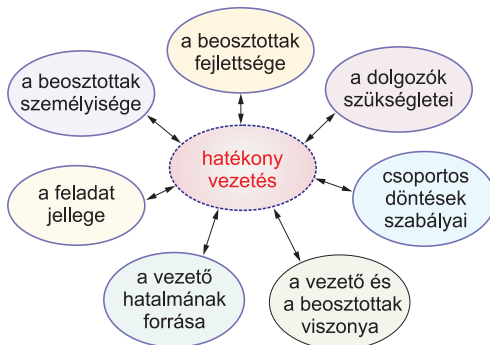 a beosztottak
fejlettsége
a beosztottak
személyisége
a dolgozók
szükségletei
hatékony
vezetés
a feladat
jellege
csoportos
döntések
szabályai
a vezető
hatalmának
forrása
a vezető és
a beosztottak
viszonya